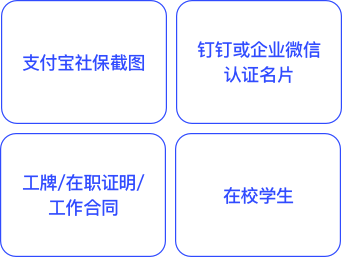 支付宝社保截图
钉钉或企业微信
认证名片
工牌/在职证明/
工作合同
在校学生